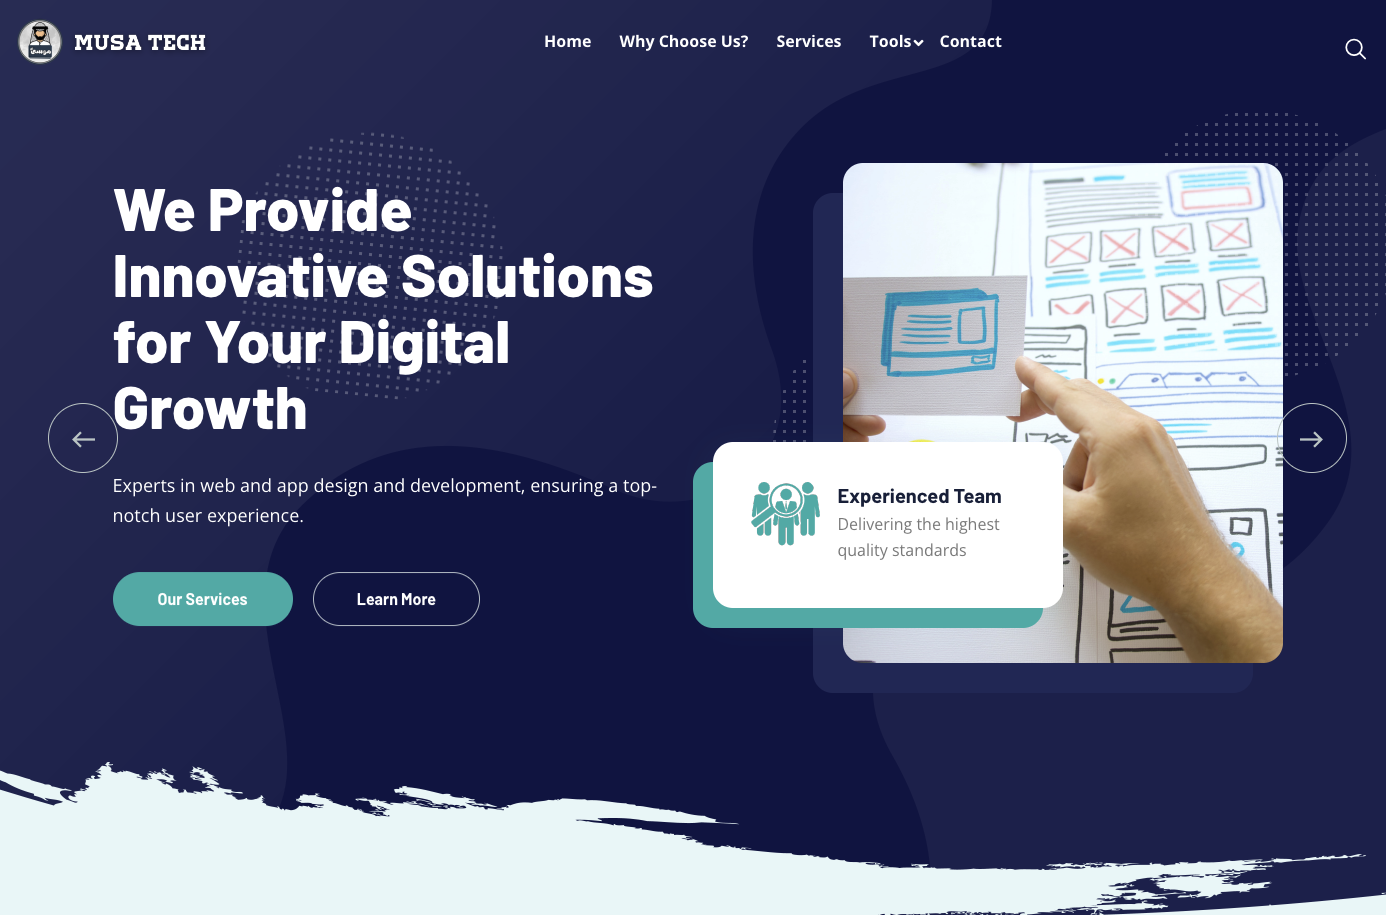 MUSA TECH
Home
Why Choose Us?
Services
Tools
Contact
We Provide
Innovative Solutions
for Your Digital
Growth
Experts in web and app design and development, ensuring a top-
notch user experience.
Our Services
Learn More
Experienced Team
Delivering the highest
quality standards